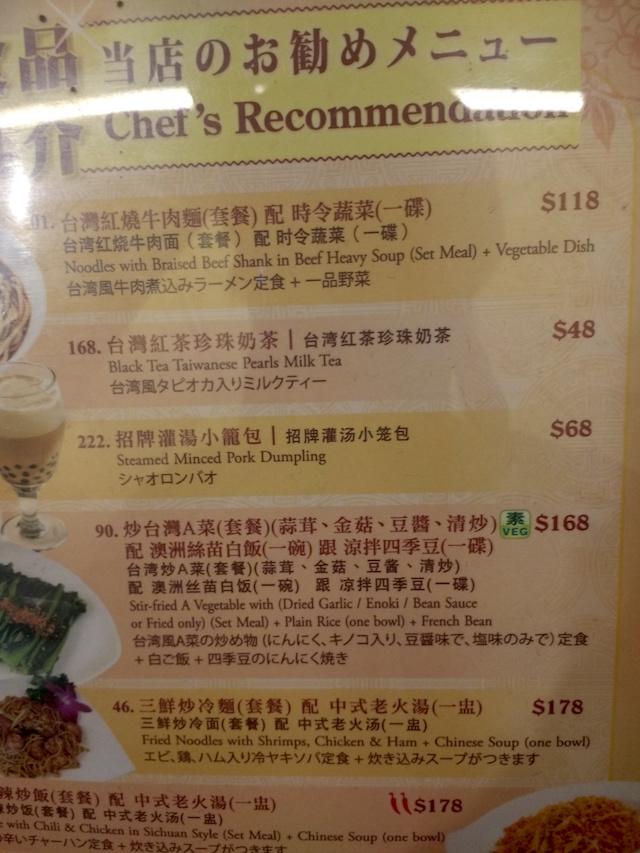 品 当店のお勧めメニュー
介 Chef's Recommendation
01. 台灣紅燒牛肉麵(套餐) 配 時令蔬菜(一碟) $118
台湾红烧牛肉面（套餐） 配 时令蔬菜（一碟）
Noodles with Braised Beef Shank in Beef Heavy Soup (Set Meal) + Vegetable Dish
台湾風牛肉煮込みラーメン定食 + 一品野菜
168. 台灣紅茶珍珠奶茶 | 台湾红茶珍珠奶茶 $48
Black Tea Taiwanese Pearls Milk Tea
台湾風タピオカ入りミルクティー
222. 招牌灌湯小籠包 | 招牌灌汤小笼包 $68
Steamed Minced Pork Dumpling
シャオロンバオ
90. 炒台灣A菜(套餐)(蒜茸、金菇、豆醬、清炒) 素 VEG $168
配 澳洲絲苗白飯(一碗) 跟 涼拌四季豆(一碟)
台湾炒A菜(套餐)(蒜茸、金菇、豆酱、清炒)
配 澳洲丝苗白饭(一碗) 跟 凉拌四季豆(一碟)
Stir-fried A Vegetable with (Dried Garlic / Enoki / Bean Sauce
or Fried only) (Set Meal) + Plain Rice (one bowl) + French Bean
台湾風A菜の炒め物 (にんにく、キノコ入り、豆醤味で、塩味のみで) 定食
+ 白ご飯 + 四季豆のにんにく焼き
46. 三鮮炒冷麵(套餐) 配 中式老火湯(一盅) $178
三鲜炒冷面(套餐) 配 中式老火汤(一盅)
Fried Noodles with Shrimps, Chicken & Ham + Chinese Soup (one bowl)
エビ、鶏、ハム入り冷ヤキソバ定食 + 炊き込みスープがつきます
辣炒飯(套餐) 配 中式老火湯(一盅) $178
辣炒饭(套餐) 配 中式老火汤(一盅)
with Chili & Chicken in Sichuan Style (Set Meal) + Chinese Soup (one bowl)
辛いチャーハン定食 + 炊き込みスープがつきます